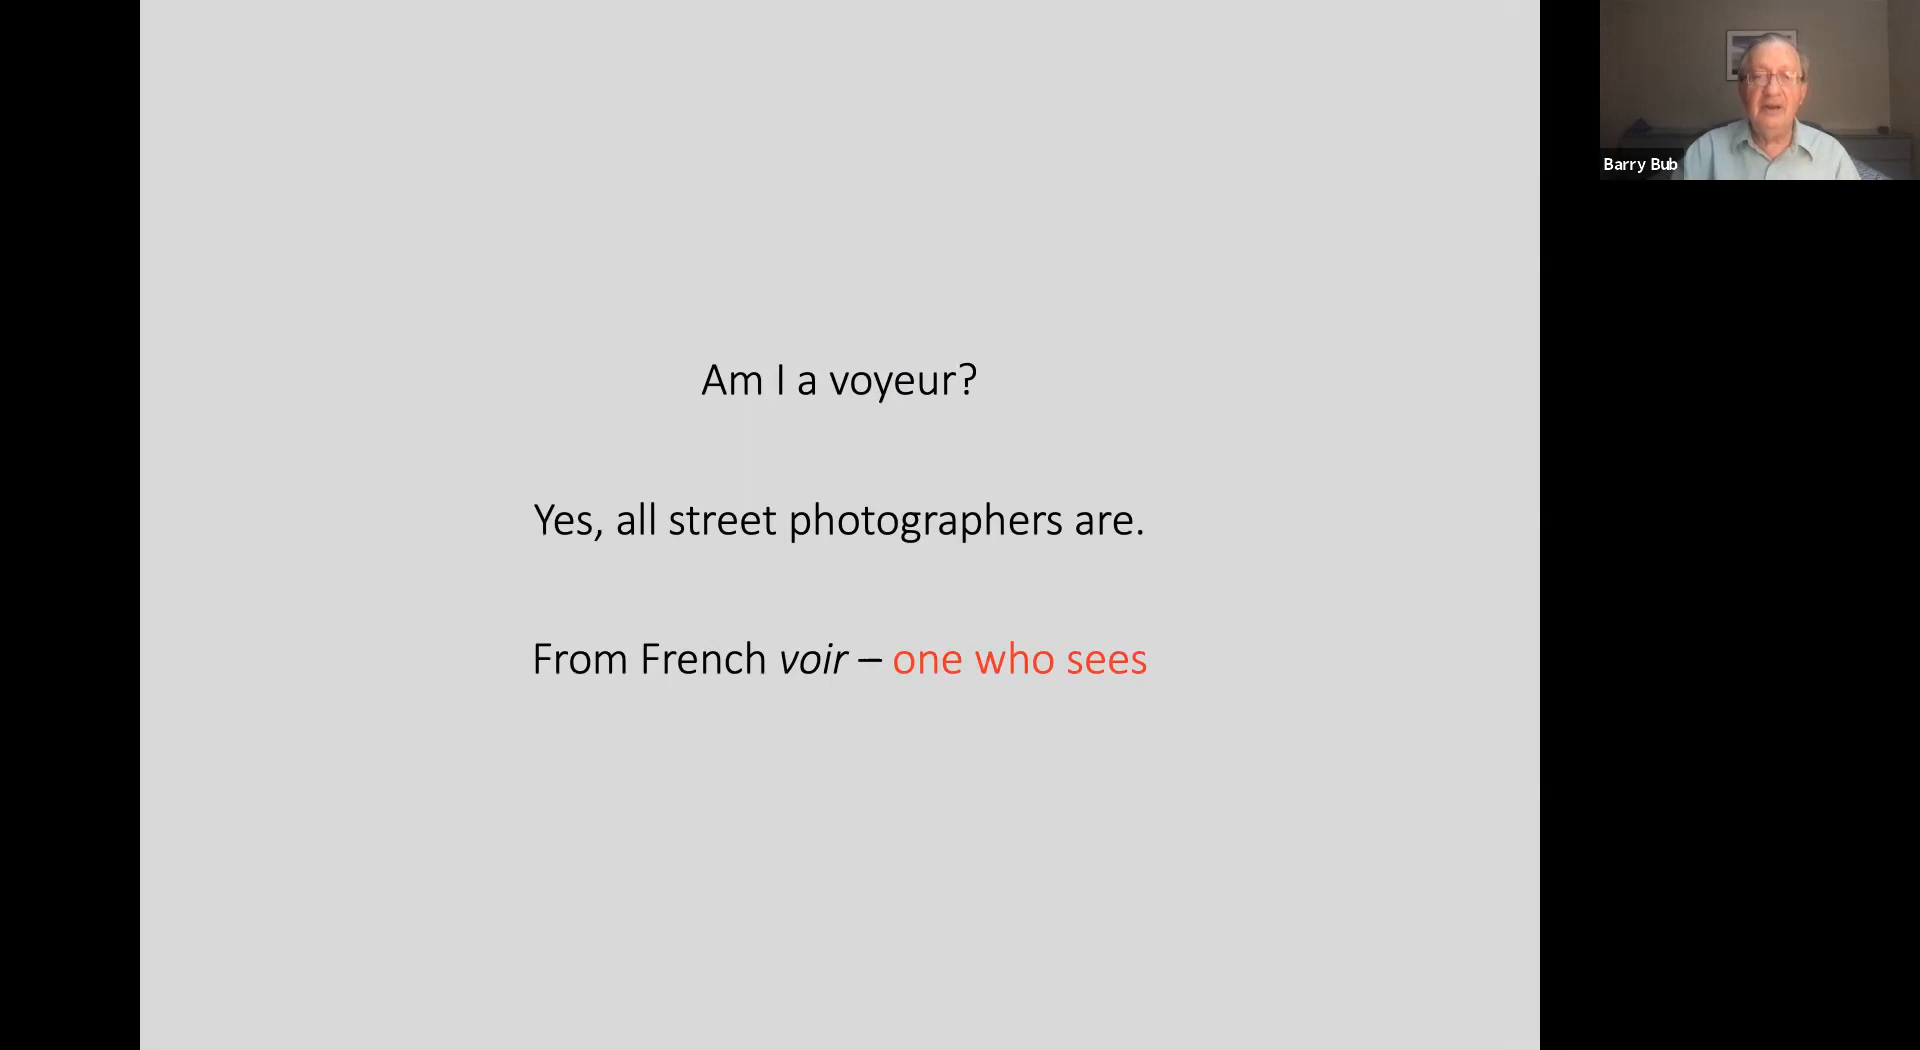 Am I a voyeur?
Yes, all street photographers are.
From French voir – one who sees
Barry Bub